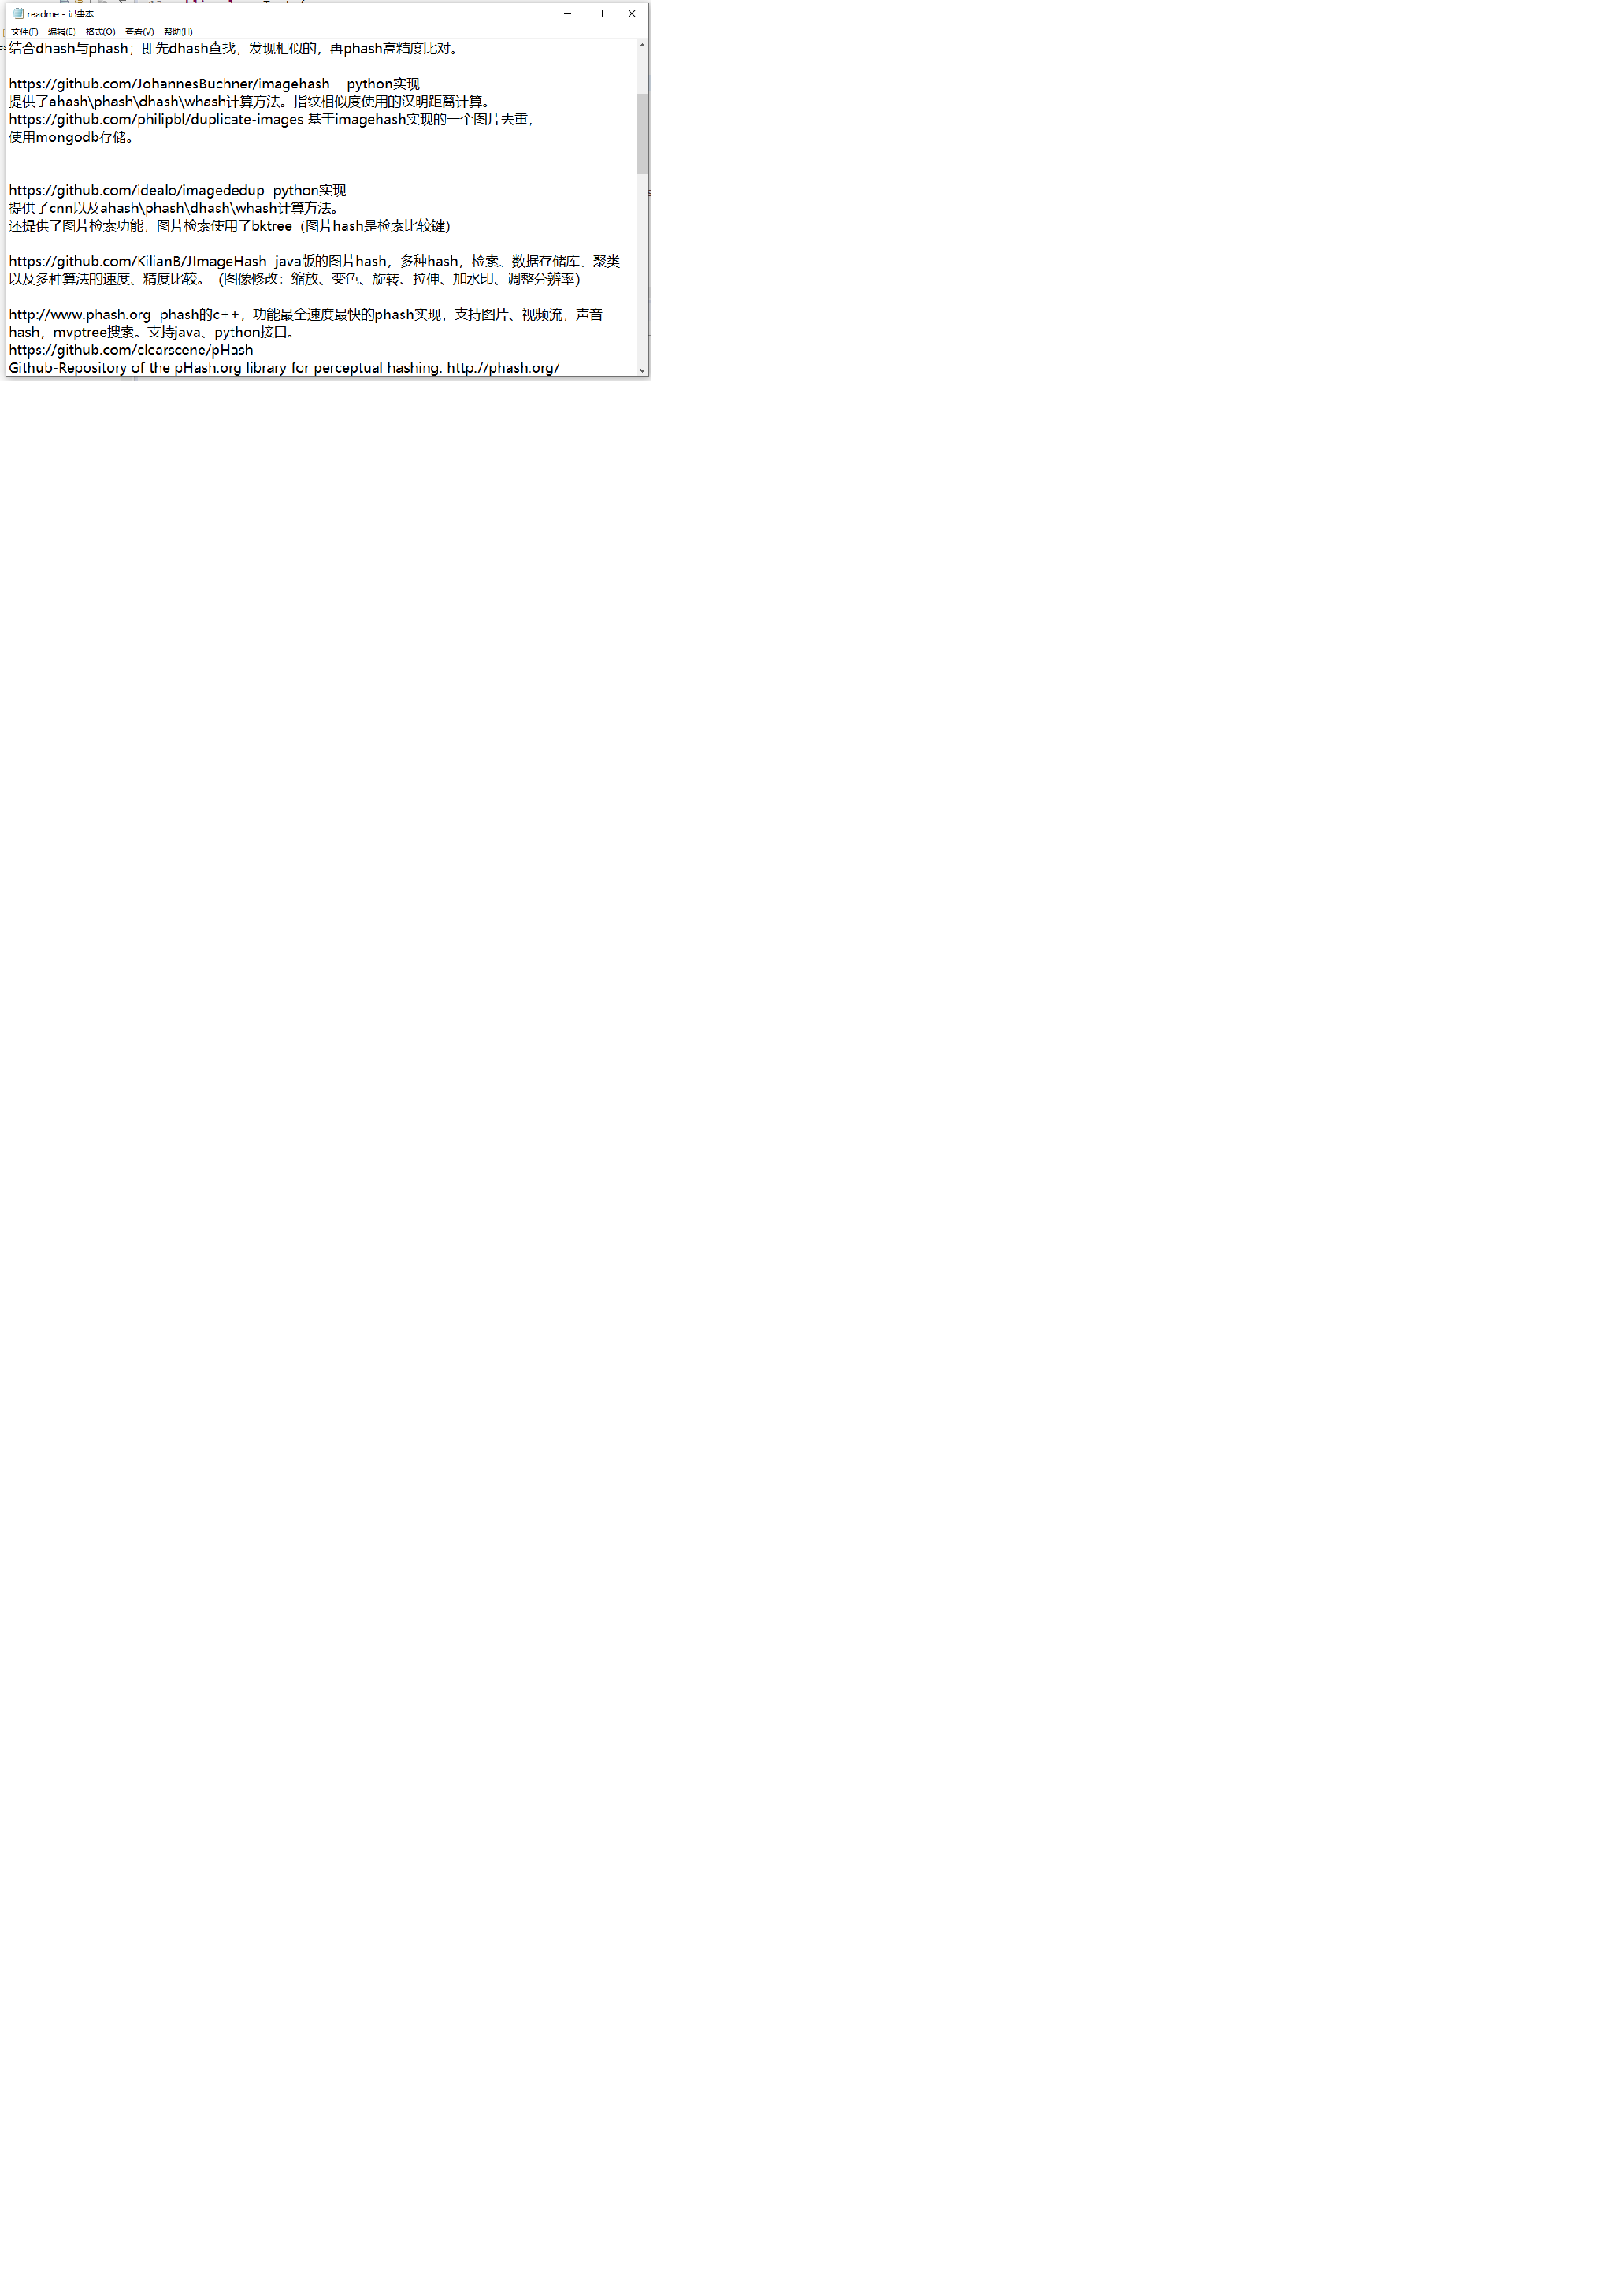 readme - 记事本
文件(F) 编辑(E) 格式(O) 查看(V) 帮助(H)
结合dhash与phash；即先dhash查找，发现相似的，再phash高精度比对。
https://github.com/JohannesBuchner/imagehash    python实现
提供了ahash\phash\dhash\whash计算方法。指纹相似度使用的汉明距离计算。
https://github.com/philipbl/duplicate-images 基于imagehash实现的一个图片去重，
使用mongodb存储。
https://github.com/idealo/imagededup  python实现
提供了cnn以及ahash\phash\dhash\whash计算方法。
还提供了图片检索功能，图片检索使用了bktree（图片hash是检索比较键）
https://github.com/KilianB/JImageHash  java版的图片hash，多种hash，检索、数据存储库、聚类
以及多种算法的速度、精度比较。（图像修改：缩放、变色、旋转、拉伸、加水印、调整分辨率）
http://www.phash.org  phash的c++，功能最全速度最快的phash实现，支持图片、视频流，声音
hash，mvptree搜索。支持java、python接口。
https://github.com/clearscene/pHash
Github-Repository of the pHash.org library for perceptual hashing. http://phash.org/